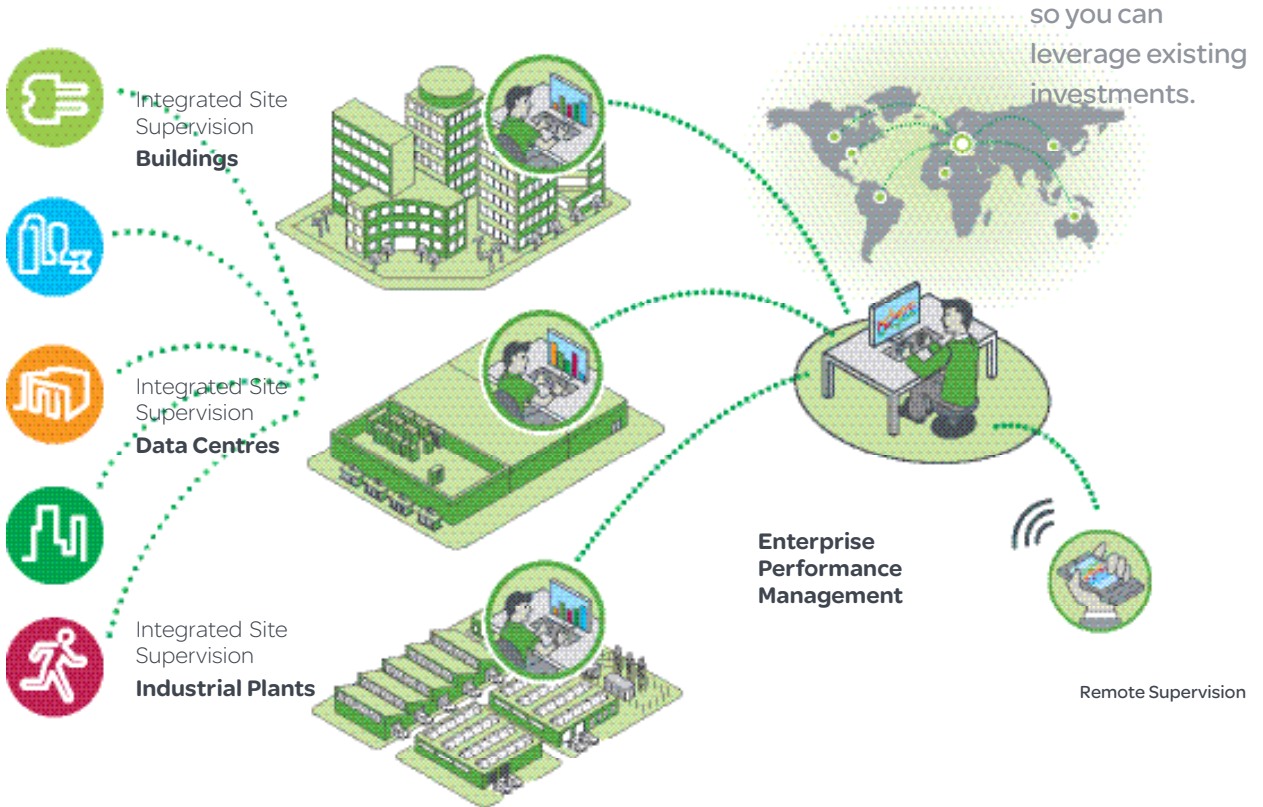 so you can
leverage existing
investments.
Integrated Site
Supervision
Buildings
Integrated Site
Supervision
Data Centres
Enterprise
Performance
Management
Integrated Site
Supervision
Industrial Plants
Remote Supervision